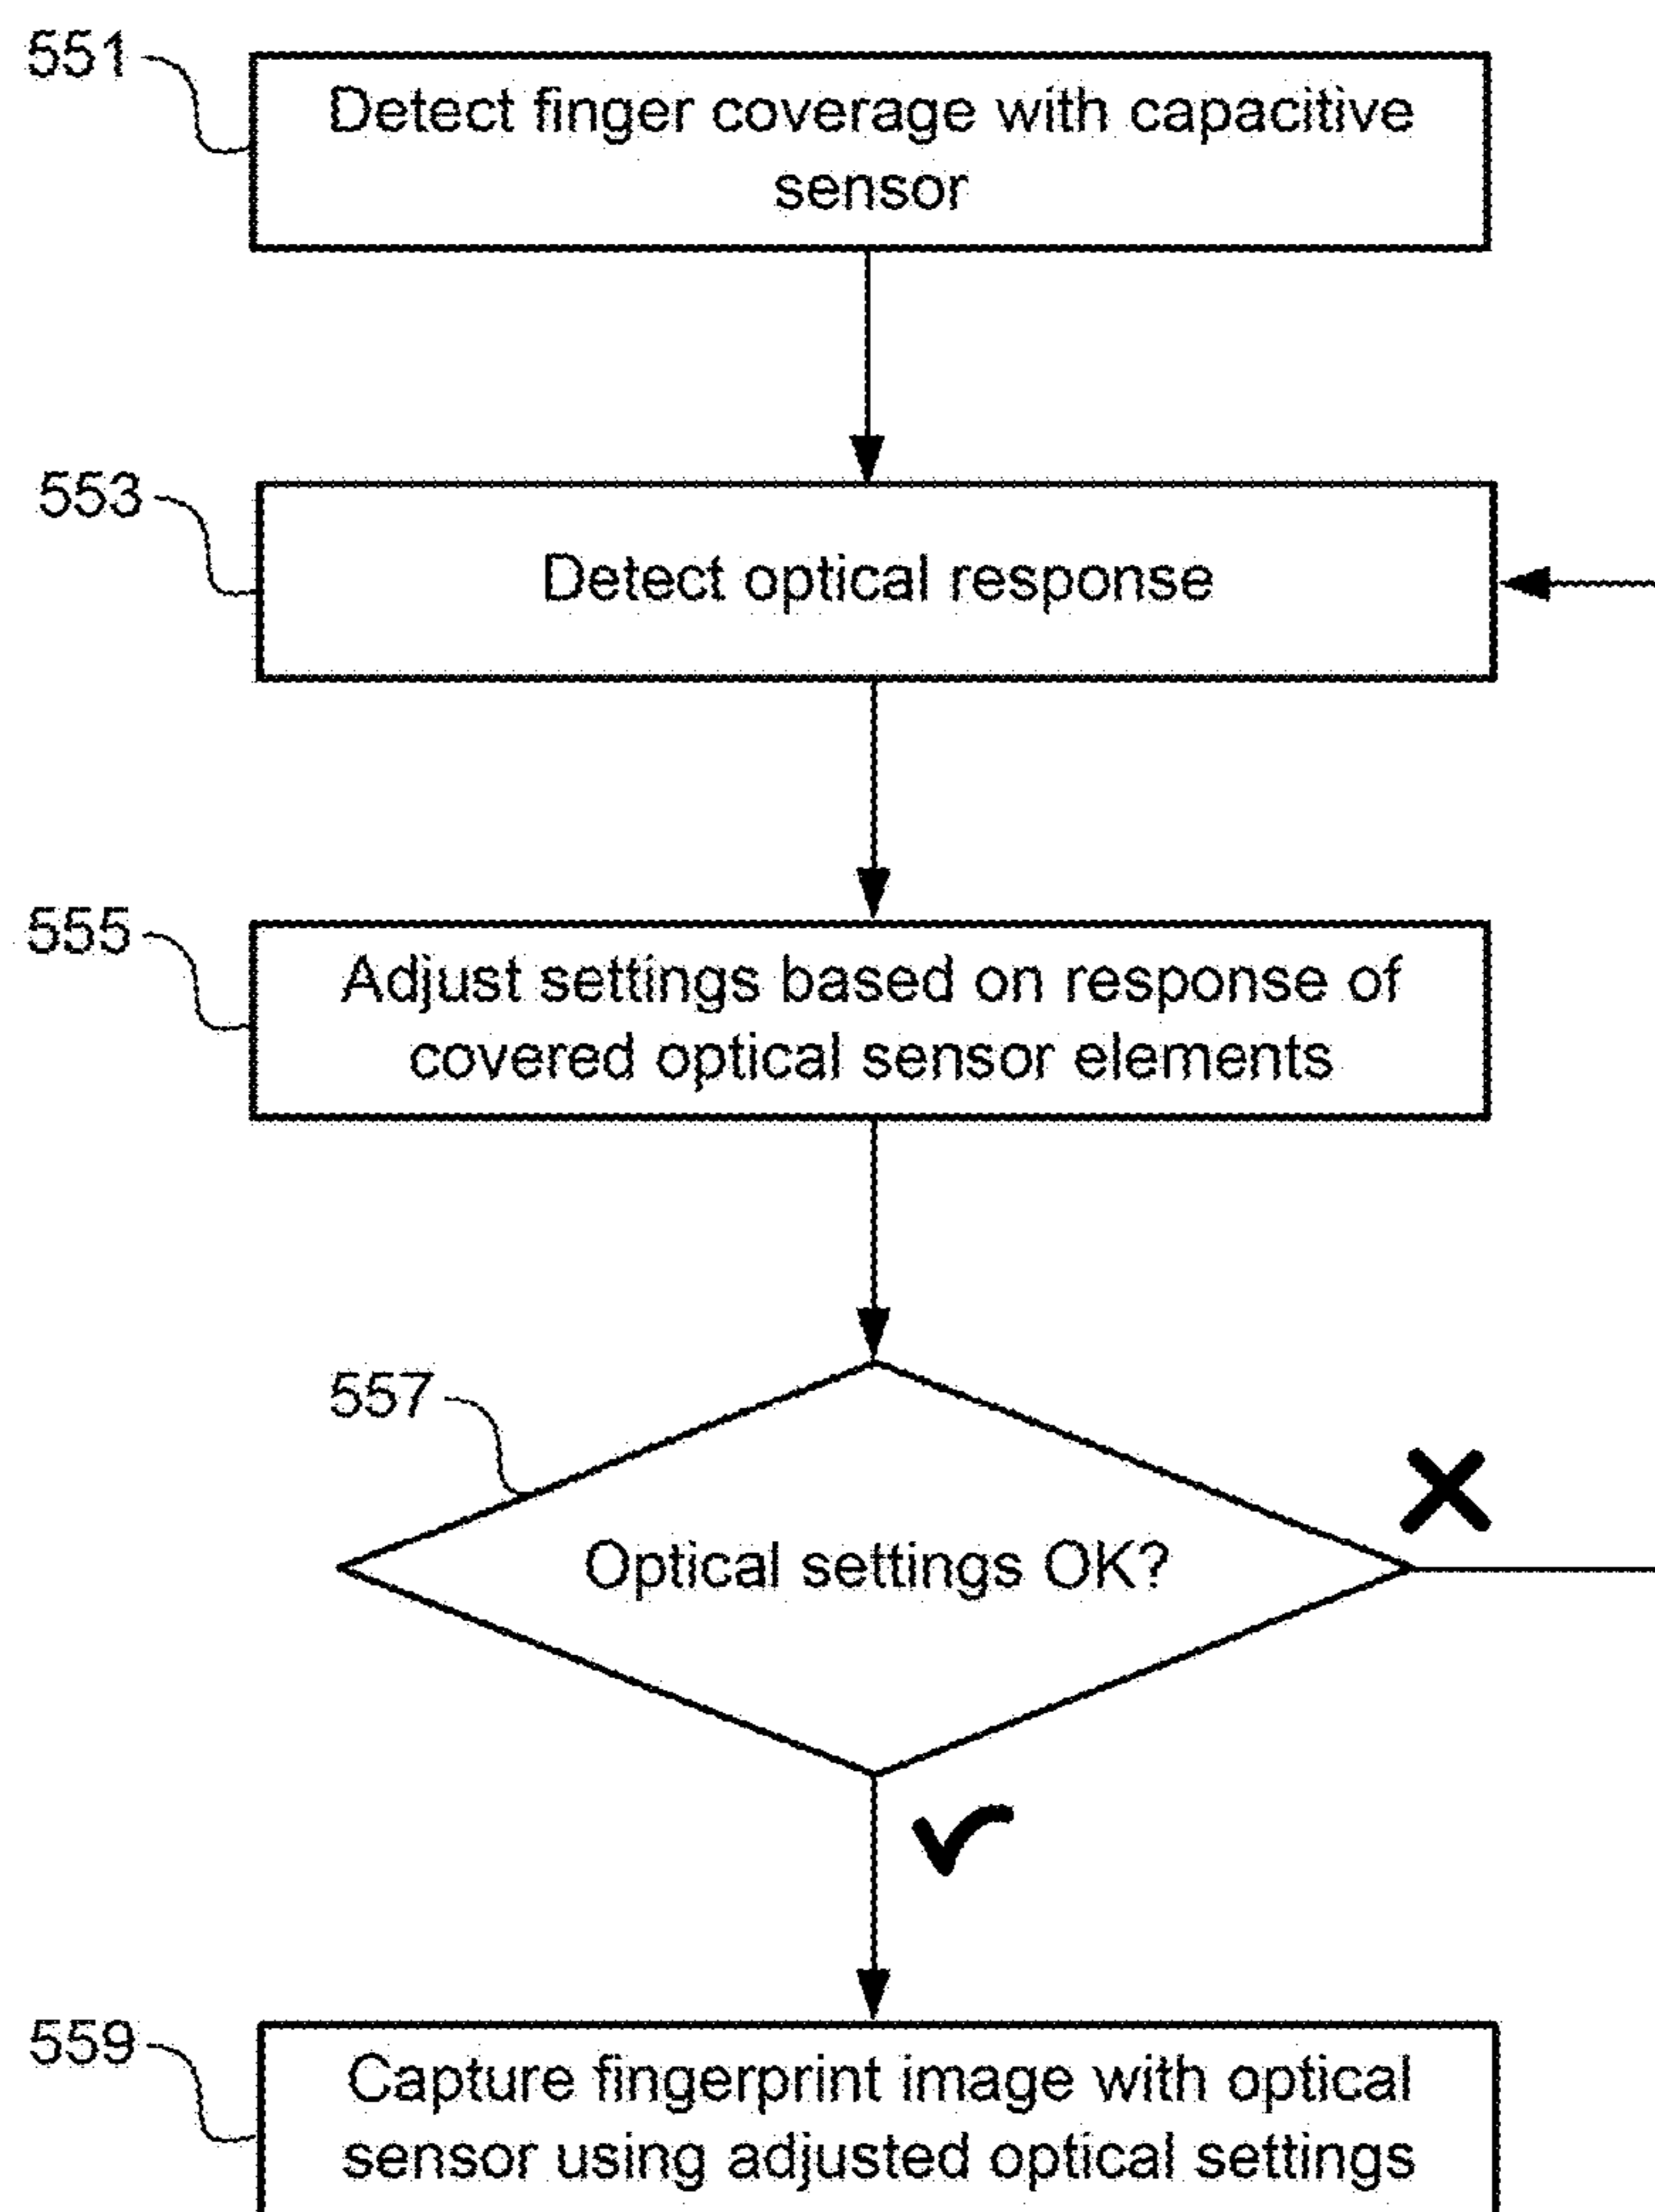 551
Detect finger coverage with capacitive
sensor
553
Detect optical response
555
Adjust settings based on response of
covered optical sensor elements
557
Optical settings OK?
559
Capture fingerprint image with optical
sensor using adjusted optical settings